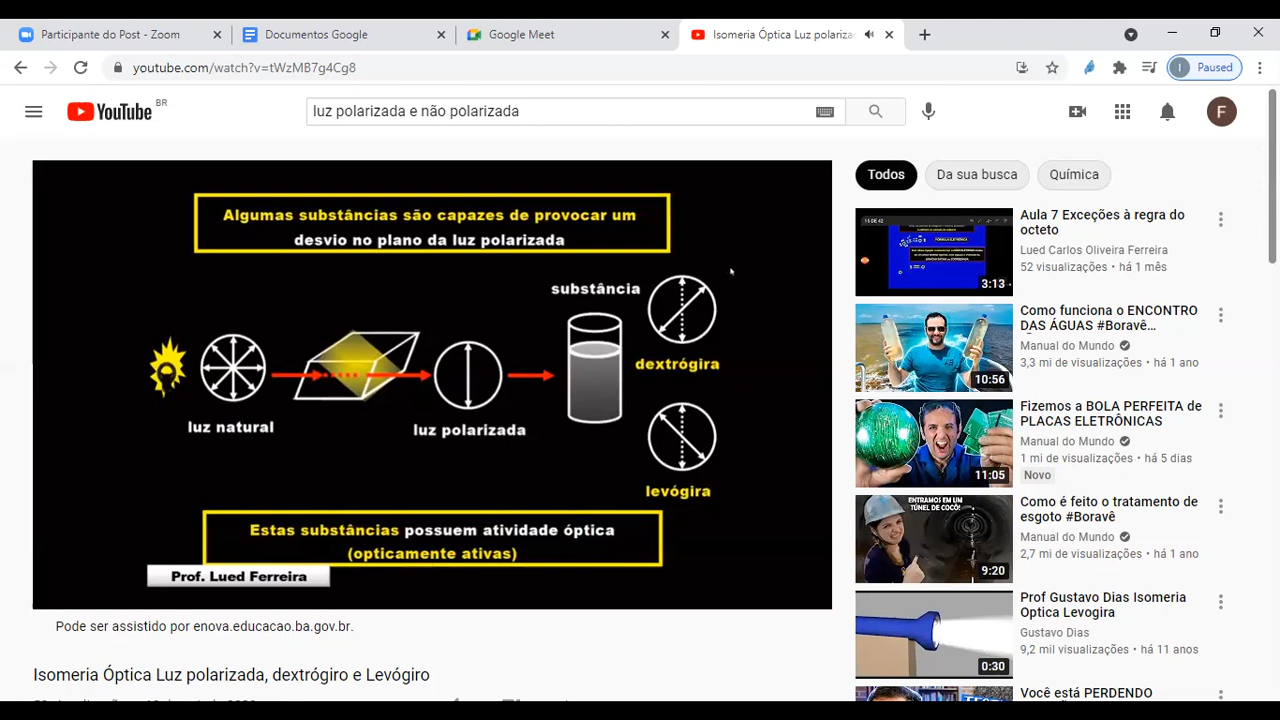 Participante do Post - Zoom
Documentos Google
Google Meet
Isomeria Óptica Luz polariza
youtube.com/watch?v=tWzMB7g4Cg8
I
Paused
YouTube BR
luz polarizada e não polarizada
F
Algumas substâncias são capazes de provocar um
desvio no plano da luz polarizada
substância
dextrógira
luz natural
luz polarizada
levógira
Estas substâncias possuem atividade óptica
(opticamente ativas)
Prof. Lued Ferreira
Pode ser assistido por enova.educacao.ba.gov.br.
Isomeria Óptica Luz polarizada, dextrógiro e Levógiro
Todos
Da sua busca
Química
3:13
Aula 7 Exceções à regra do
octeto
Lued Carlos Oliveira Ferreira
52 visualizações • há 1 mês
10:56
Como funciona o ENCONTRO
DAS ÁGUAS #Boravê...
Manual do Mundo
3,3 mi de visualizações • há 1 ano
11:05
Fizemos a BOLA PERFEITA de
PLACAS ELETRÔNICAS
Manual do Mundo
1 mi de visualizações • há 5 dias
Novo
ENTRAMOS EM UM
TÚNEL DE COCÔ!
9:20
Como é feito o tratamento de
esgoto #Boravê
Manual do Mundo
2,7 mi de visualizações • há 1 ano
0:30
Prof Gustavo Dias Isomeria
Optica Levogira
Gustavo Dias
9,2 mil visualizações • há 11 anos
Você está PERDENDO